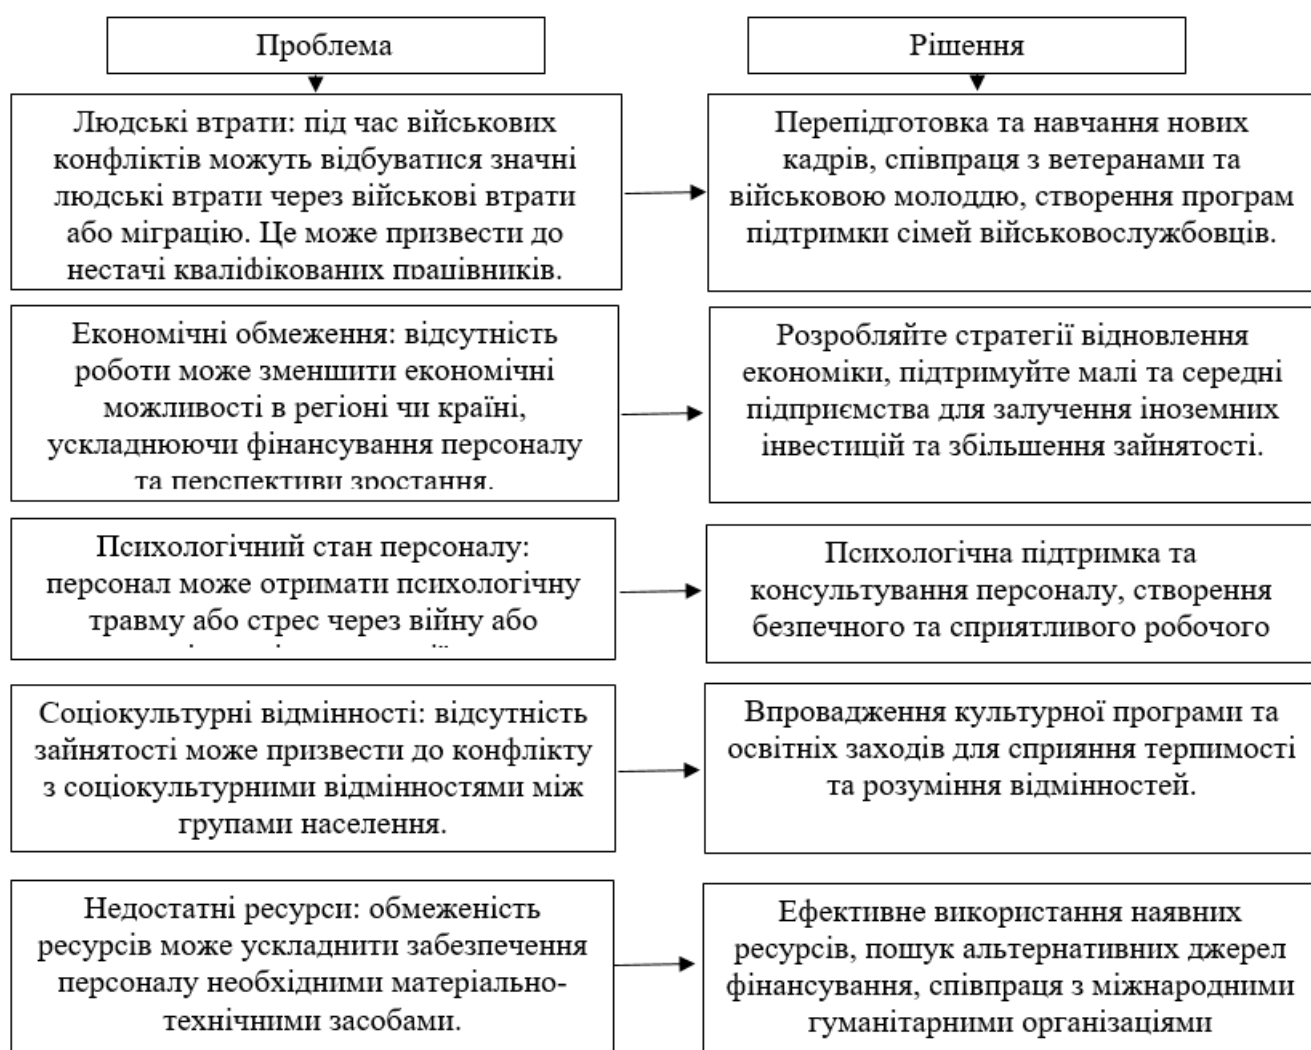 Проблема
Рішення
Людські втрати: під час військових
конфліктів можуть відбуватися значні
людські втрати через військові втрати
або міграцію. Це може призвести до
нестачі кваліфікованих працівників.
Перепідготовка та навчання нових
кадрів, співпраця з ветеранами та
військовою молоддю, створення програм
підтримки сімей військовослужбовців.
Економічні обмеження: відсутність
роботи може зменшити економічні
можливості в регіоні чи країні,
ускладнюючи фінансування персоналу
та перспективи зростання.
Розробляйте стратегії відновлення
економіки, підтримуйте малі та середні
підприємства для залучення іноземних
інвестицій та збільшення зайнятості.
Психологічний стан персоналу:
персонал може отримати психологічну
травму або стрес через війну або
Психологічна підтримка та
консультування персоналу, створення
безпечного та сприятливого робочого
Соціокультурні відмінності: відсутність
зайнятості може призвести до конфлікту
з соціокультурними відмінностями між
групами населення.
Впровадження культурної програми та
освітніх заходів для сприяння терпимості
та розуміння відмінностей.
Недостатні ресурси: обмеженість
ресурсів може ускладнити забезпечення
персоналу необхідними матеріально-
технічними засобами.
Ефективне використання наявних
ресурсів, пошук альтернативних джерел
фінансування, співпраця з міжнародними
гуманітарними організаціями